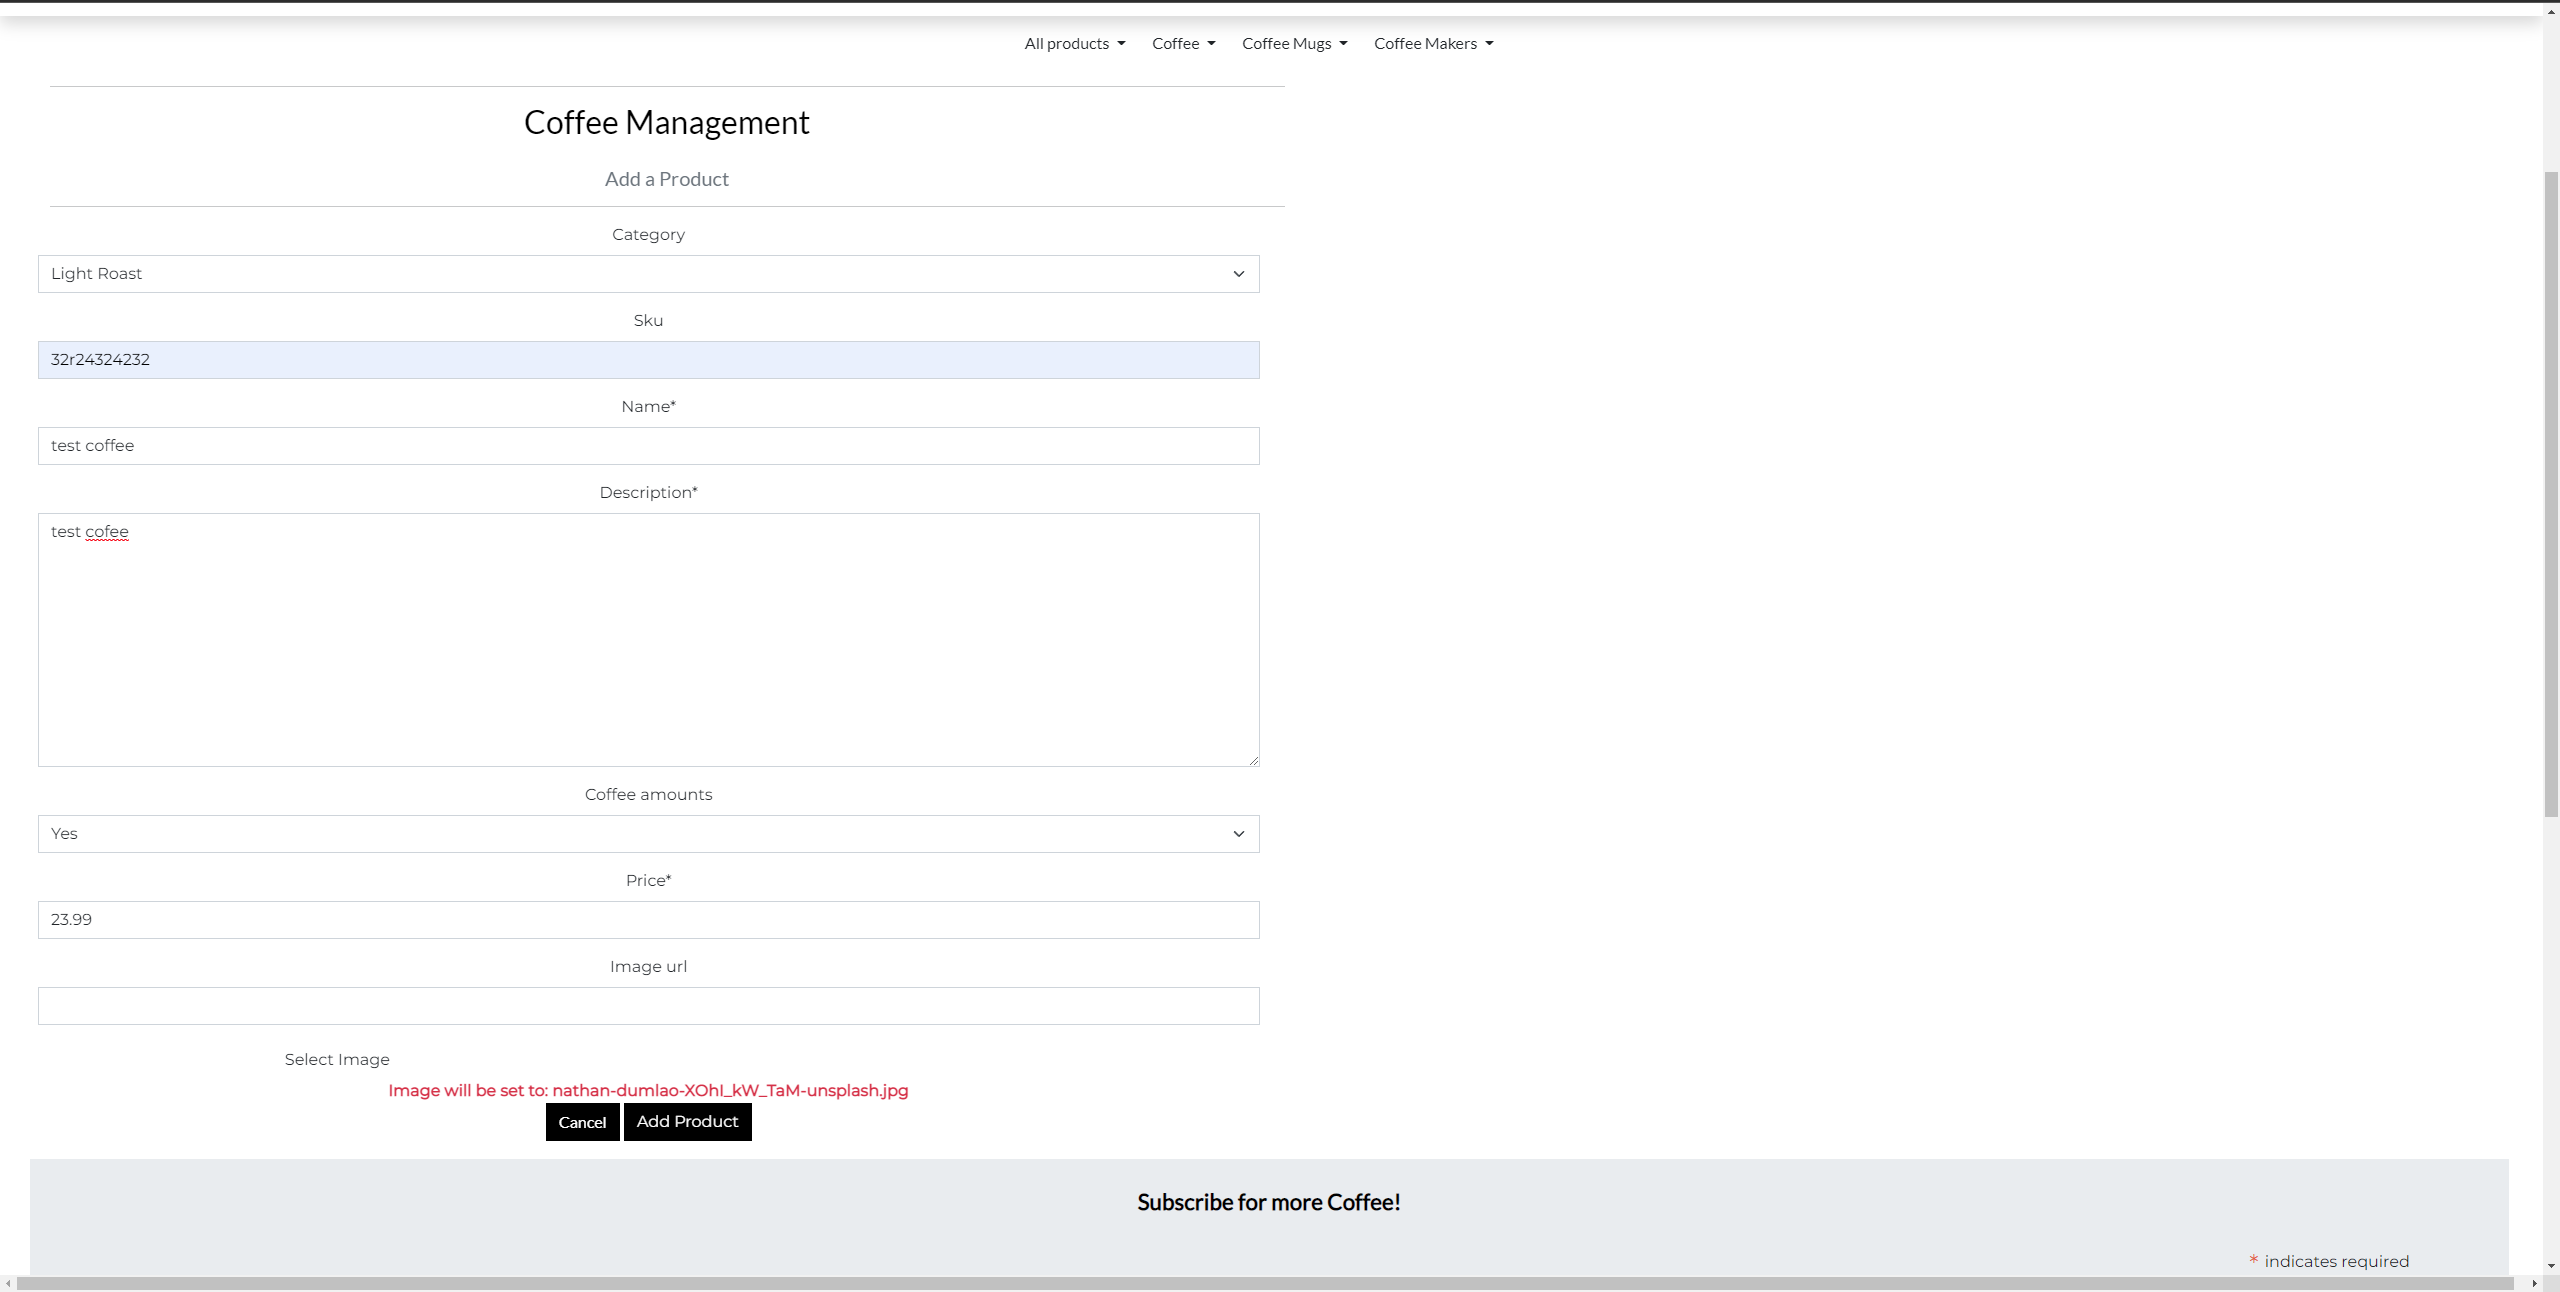 All products Coffee Coffee Mugs Coffee Makers
Coffee Management
Add a Product
Category
Light Roast
Sku
32r24324232
Name*
test coffee
Description*
test cofee
Coffee amounts
Yes
Price*
23.99
Image url
Select Image
Image will be set to: nathan-dumlao-XOhI_kW_TaM-unsplash.jpg
Cancel Add Product
Subscribe for more Coffee!
* indicates required